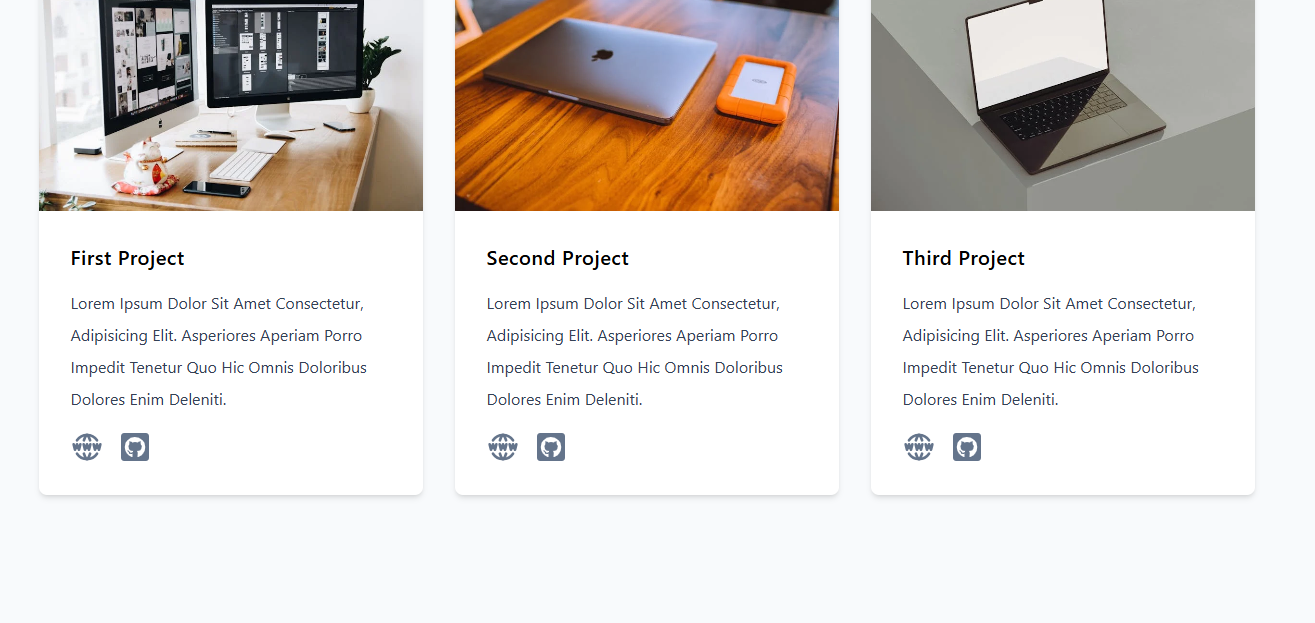 First Project
Lorem Ipsum Dolor Sit Amet Consectetur,
Adipisicing Elit. Asperiores Aperiam Porro
Impedit Tenetur Quo Hic Omnis Doloribus
Dolores Enim Deleniti.
WWW
Second Project
Lorem Ipsum Dolor Sit Amet Consectetur,
Adipisicing Elit. Asperiores Aperiam Porro
Impedit Tenetur Quo Hic Omnis Doloribus
Dolores Enim Deleniti.
WWW
Third Project
Lorem Ipsum Dolor Sit Amet Consectetur,
Adipisicing Elit. Asperiores Aperiam Porro
Impedit Tenetur Quo Hic Omnis Doloribus
Dolores Enim Deleniti.
WWW